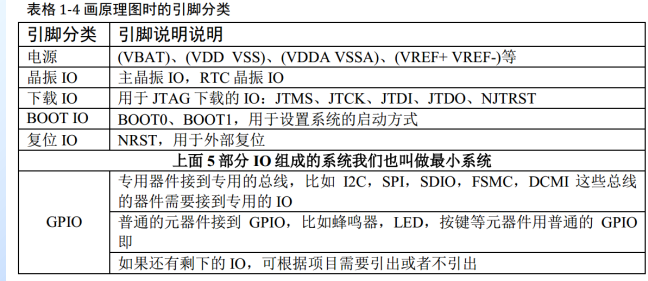 表格 1-4 画原理图时的引脚分类
引脚分类 引脚说明说明
电源 (VBAT)、(VDD VSS)、(VDDA VSSA)、(VREF+ VREF-)等
晶振 IO 主晶振 IO，RTC 晶振 IO
下载 IO 用于 JTAG 下载的 IO：JTMS、JTCK、JTDI、JTDO、NJTRST
BOOT IO BOOT0、BOOT1，用于设置系统的启动方式
复位 IO NRST，用于外部复位
上面 5 部分 IO 组成的系统我们也叫做最小系统
GPIO
专用器件接到专用的总线，比如 I2C，SPI，SDIO，FSMC，DCMI 这些总线
的器件需要接到专用的 IO
普通的元器件接到 GPIO，比如蜂鸣器，LED，按键等元器件用普通的 GPIO
即
如果还有剩下的 IO，可根据项目需要引出或者不引出